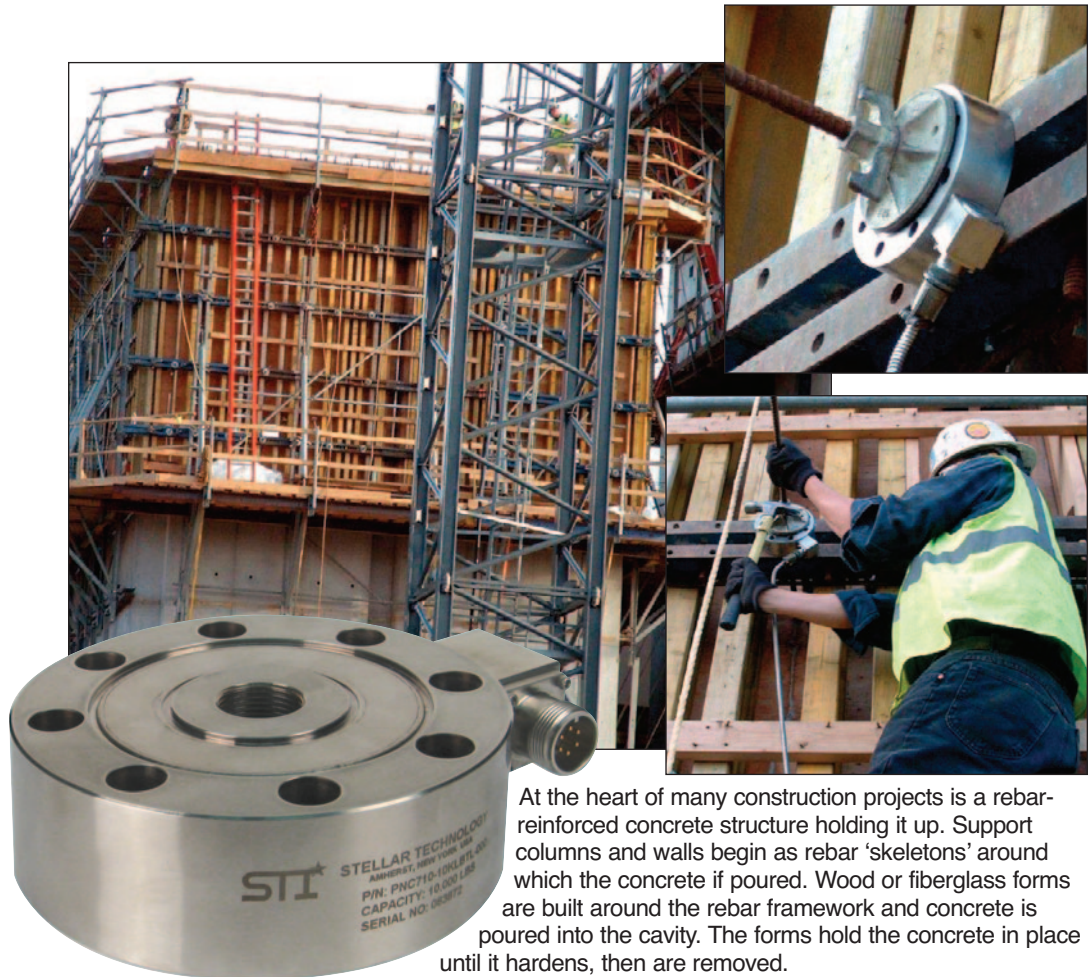 STI
STELLAR TECHNOLOGY
AMHERST, NEW YORK USA
P/N: PNC710-10KLBTL-002
CAPACITY: 10,000 LBS
SERIAL NO: 083872
At the heart of many construction projects is a rebar-
reinforced concrete structure holding it up. Support
columns and walls begin as rebar ‘skeletons’ around
which the concrete if poured. Wood or fiberglass forms
are built around the rebar framework and concrete is
poured into the cavity. The forms hold the concrete in place
until it hardens, then are removed.